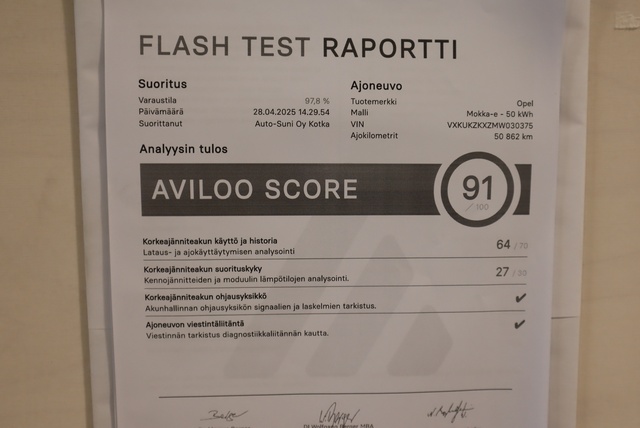 FLASH TEST RAPORTTI
Suoritus
Varaustila 97,8 %
Päivämäärä 28.04.2025 14.29.54
Suorittanut Auto-Suni Oy Kotka
Ajoneuvo
Tuotemerkki Opel
Malli Mokka-e - 50 kWh
VIN VXKUKZKXZMW030375
Ajokilometrit 50 862 km
Analyysin tulos
AVILOO SCORE 91
/ 100
Korkeajänniteakun käyttö ja historia 64 / 70
Lataus- ja ajokäyttäytymisen analysointi
Korkeajänniteakun suorituskyky 27 / 30
Kennojännitteiden ja moduulin lämpötilojen analysointi.
Korkeajänniteakun ohjausyksikkö ✔
Akunhallinnan ohjausyksikön signaalien ja laskelmien tarkistus.
Ajoneuvon viestintäliitäntä ✔
Viestinnän tarkistus diagnostiikkaliitännän kautta.